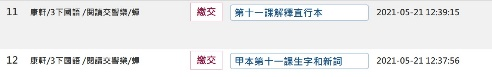 11 康軒/3下國語/閱讀交響樂/蟬 繳交 第十一課解釋直行本 2021-05-21 12:39:15
12 康軒/3下國語/閱讀交響樂/蟬 繳交 甲本第十一課生字和新詞 2021-05-21 12:37:56